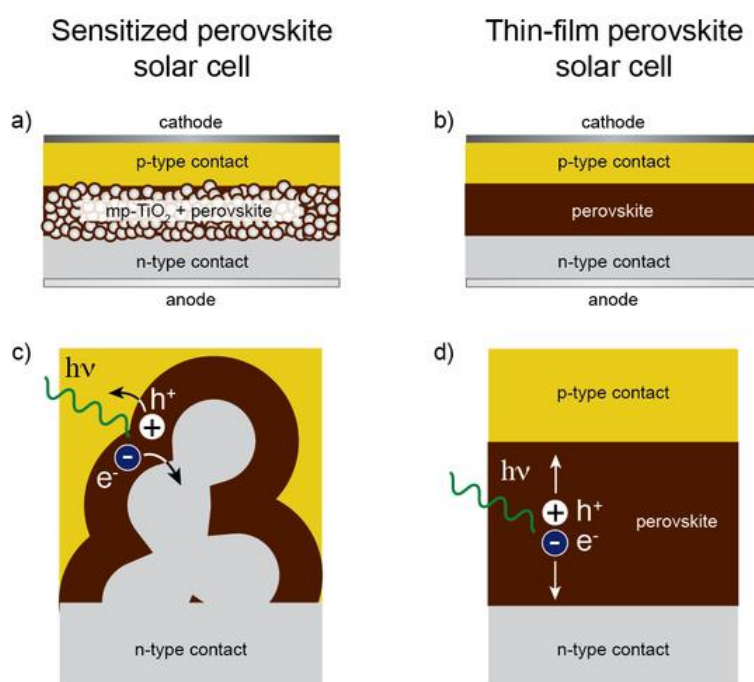 Sensitized perovskite
solar cell
Thin-film perovskite
solar cell
a)
cathode
p-type contact
mp-TiO₂ + perovskite
n-type contact
anode
b)
cathode
p-type contact
perovskite
n-type contact
anode
c)
hν
h⁺
+
-
e⁻
n-type contact
d)
p-type contact
hν
+ h⁺
perovskite
- e⁻
n-type contact